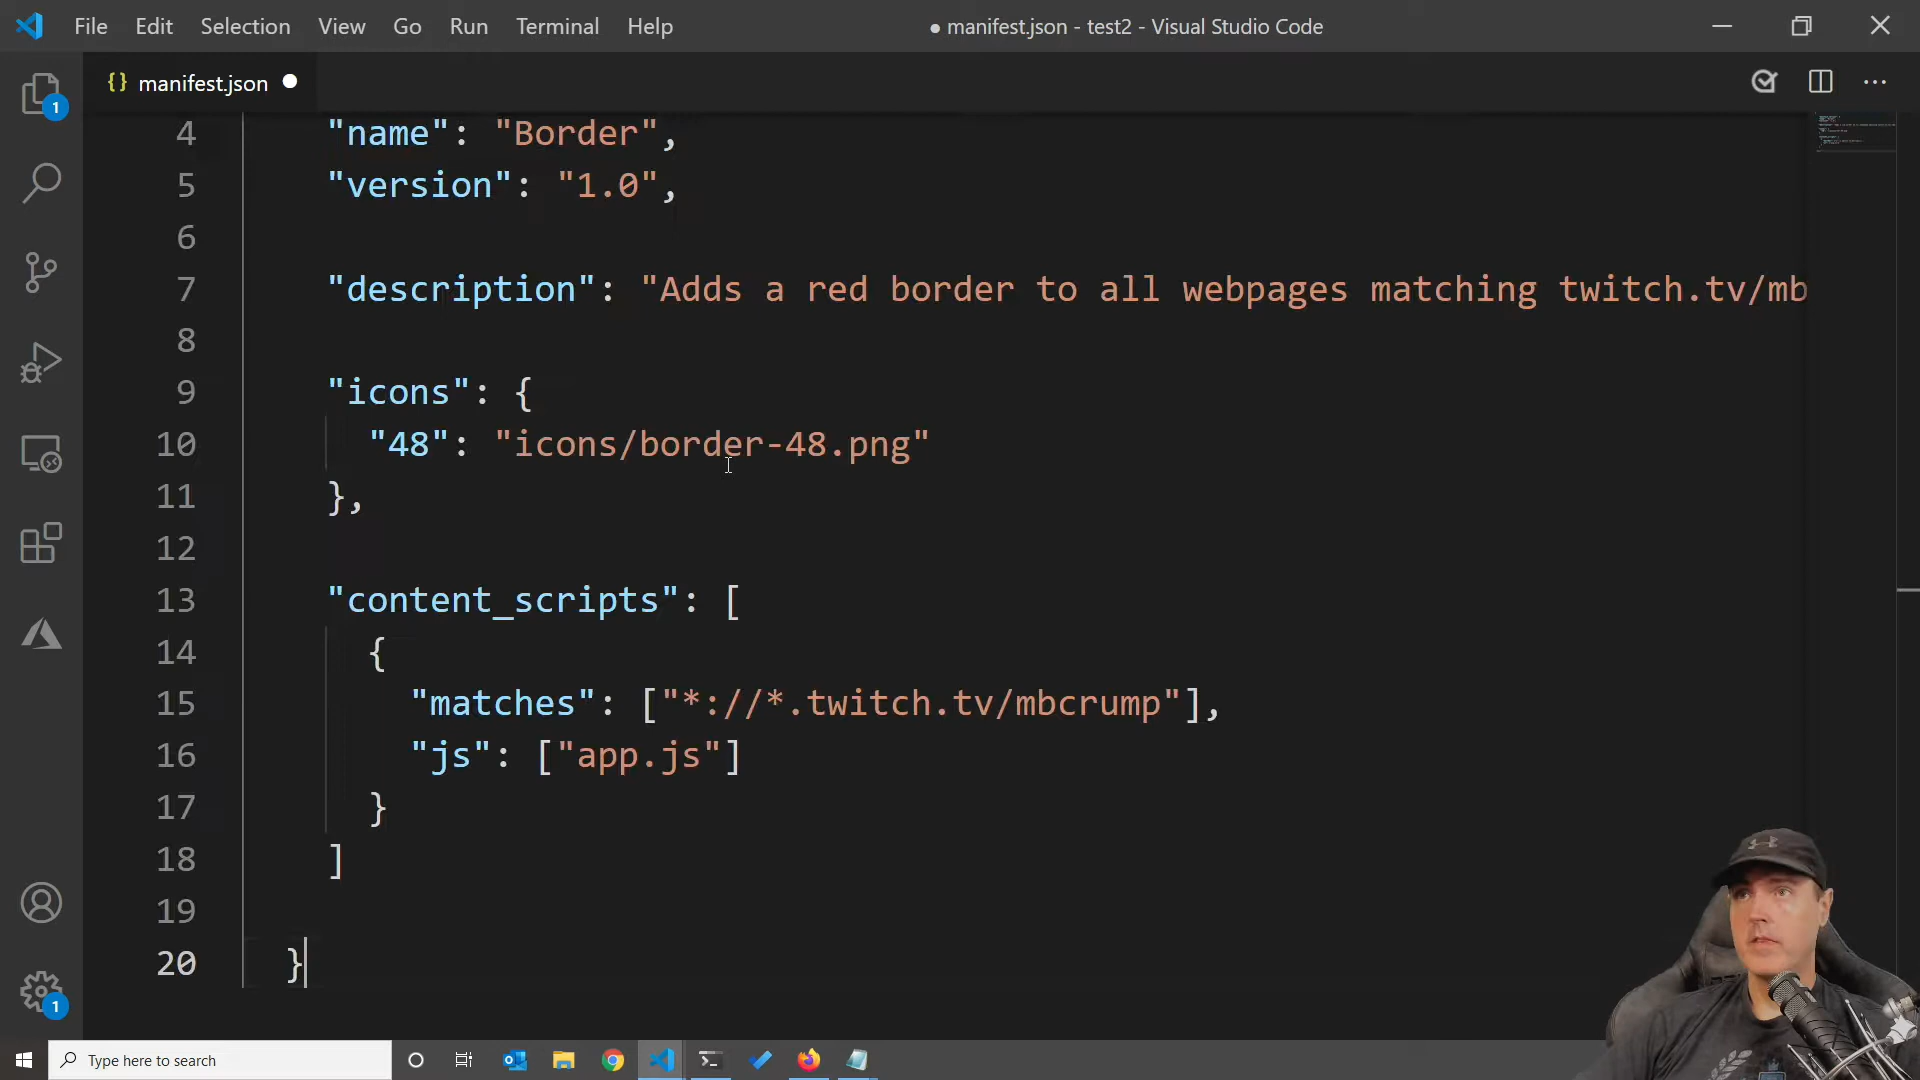 File Edit Selection View Go Run Terminal Help
● manifest.json - test2 - Visual Studio Code
{} manifest.json
1
4 "name": "Border",
5 "version": "1.0",
6
7 "description": "Adds a red border to all webpages matching twitch.tv/mb
8
9 "icons": {
10 "48": "icons/border-48.png"
11 },
12
13 "content_scripts": [
14 {
15 "matches": ["*://*.twitch.tv/mbcrump"],
16 "js": ["app.js"]
17 }
18 ]
19
20 }
1
Type here to search